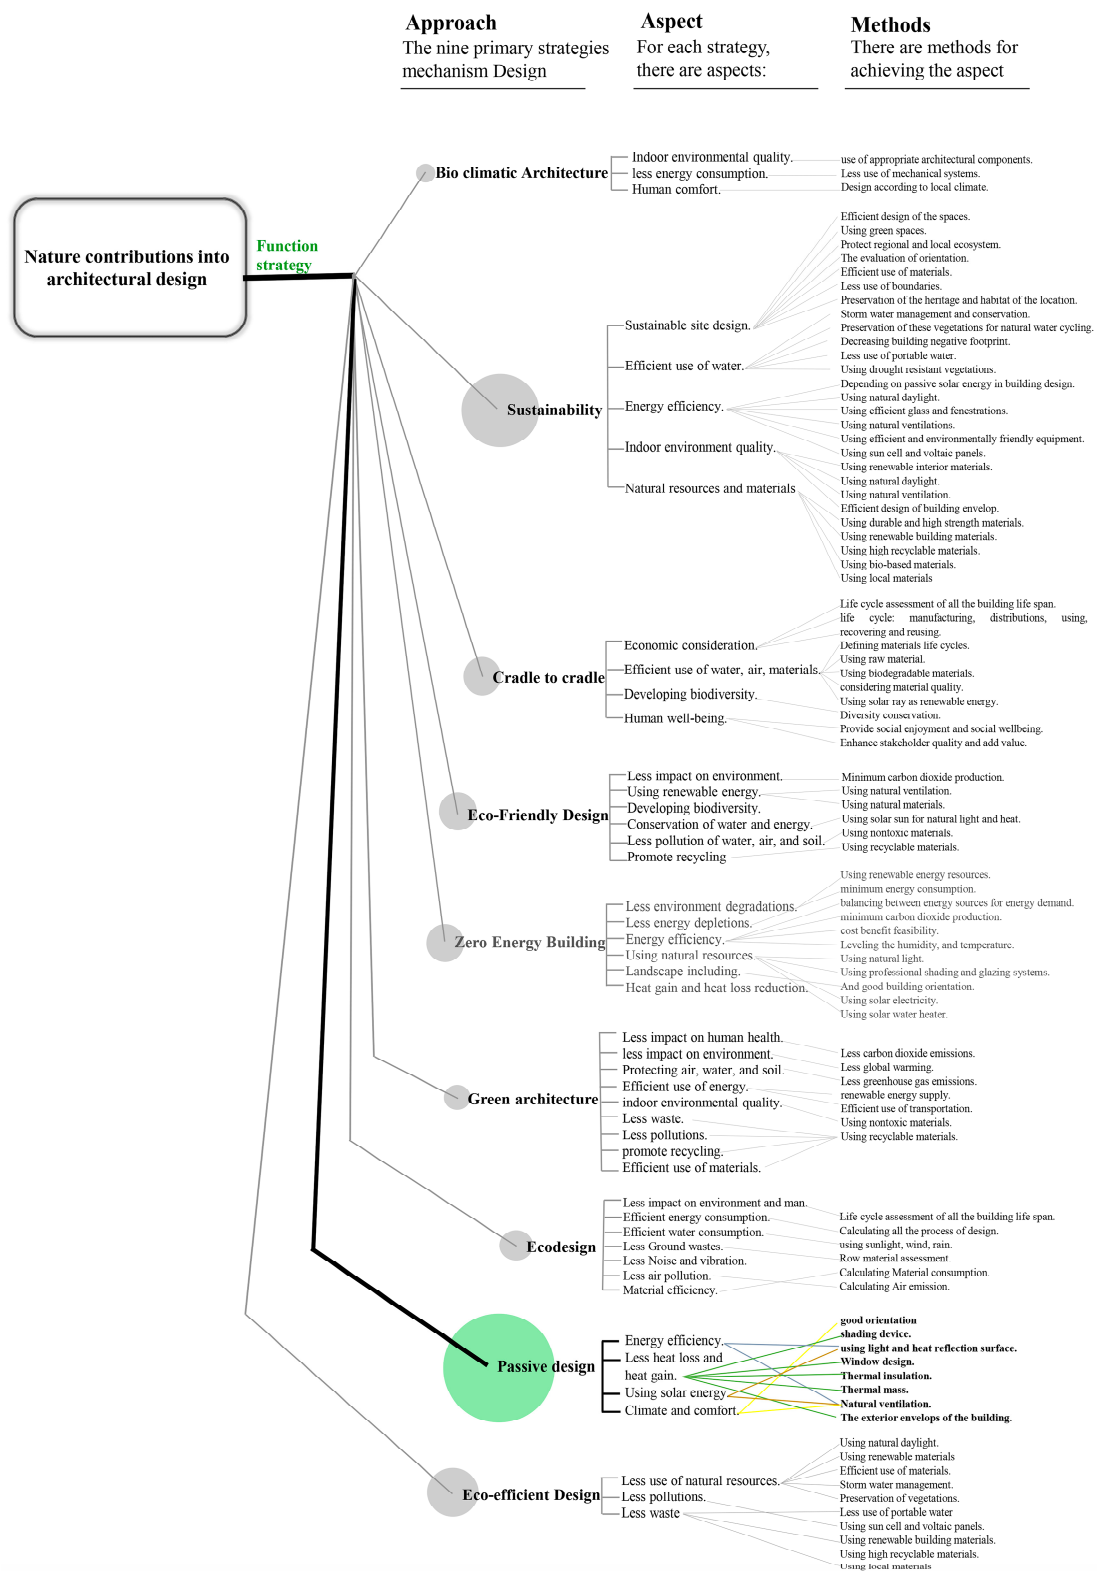 Approach
The nine primary strategies
mechanism Design
Aspect
For each strategy,
there are aspects:
Methods
There are methods for
achieving the aspect
Nature contributions into
architectural design
Function
strategy
Bio climatic Architecture
Indoor environmental quality.
less energy consumption.
Human comfort.
use of appropriate architectural components.
Less use of mechanical systems.
Design according to local climate.
Sustainability
Sustainable site design.
Efficient use of water.
Energy efficiency.
Indoor environment quality.
Natural resources and materials
Efficient design of the spaces.
Using green spaces.
Protect regional and local ecosystem.
The evaluation of orientation.
Efficient use of materials.
Less use of boundaries.
Preservation of the heritage and habitat of the location.
Storm water management and conservation.
Preservation of these vegetations for natural water cycling.
Decreasing building negative footprint.
Less use of portable water.
Using drought resistant vegetations.
Depending on passive solar energy in building design.
Using natural daylight.
Using efficient glass and fenestrations.
Using natural ventilations.
Using efficient and environmentally friendly equipment.
Using sun cell and voltaic panels.
Using renewable interior materials.
Using natural daylight.
Using natural ventilation.
Efficient design of building envelop.
Using durable and high strength materials.
Using renewable building materials.
Using high recyclable materials.
Using bio-based materials.
Using local materials
Cradle to cradle
Economic consideration.
Efficient use of water, air, materials.
Developing biodiversity.
Human well-being.
Life cycle assessment of all the building life span.
life cycle: manufacturing, distributions, using,
recovering and reusing.
Defining materials life cycles.
Using raw material.
Using biodegradable materials.
considering material quality.
Using solar ray as renewable energy.
Diversity conservation.
Provide social enjoyment and social wellbeing.
Enhance stakeholder quality and add value.
Eco-Friendly Design
Less impact on environment.
Using renewable energy.
Developing biodiversity.
Conservation of water and energy.
Less pollution of water, air, and soil.
Promote recycling
Minimum carbon dioxide production.
Using natural ventilation.
Using natural materials.
Using solar sun for natural light and heat.
Using nontoxic materials.
Using recyclable materials.
Zero Energy Building
Less environment degradations.
Less energy depletions.
Energy efficiency.
Using natural resources
Landscape including.
Heat gain and heat loss reduction.
Using renewable energy resources.
minimum energy consumption.
balancing between energy sources for energy demand.
minimum carbon dioxide production.
cost benefit feasibility.
Leveling the humidity, and temperature.
Using natural light.
Using professional shading and glazing systems.
And good building orientation.
Using solar electricity.
Using solar water heater.
Green architecture
Less impact on human health.
less impact on environment.
Protecting air, water, and soil.
Efficient use of energy.
indoor environmental quality.
Less waste.
Less pollutions.
promote recycling.
Efficient use of materials.
Less carbon dioxide emissions.
Less global warming.
Less greenhouse gas emissions.
renewable energy supply.
Efficient use of transportation.
Using nontoxic materials.
Using recyclable materials.
Ecodesign
Less impact on environment and man.
Efficient energy consumption.
Efficient water consumption.
Less Ground wastes.
Less Noise and vibration.
Less air pollution.
Material efficiency.
Life cycle assessment of all the building life span.
Calculating all the process of design.
using sunlight, wind, rain.
Row material assessment
Calculating Material consumption.
Calculating Air emission.
Passive design
Energy efficiency.
Less heat loss and
heat gain.
Using solar energy
Climate and comfort.
good orientation
shading device.
using light and heat reflection surface.
Window design.
Thermal insulation.
Thermal mass.
Natural ventilation.
The exterior envelops of the building.
Eco-efficient Design
Less use of natural resources.
Less pollutions.
Less waste
Using natural daylight.
Using renewable materials
Efficient use of materials.
Storm water management.
Preservation of vegetations.
Less use of portable water
Using sun cell and voltaic panels.
Using renewable building materials.
Using high recyclable materials.
Using local materials